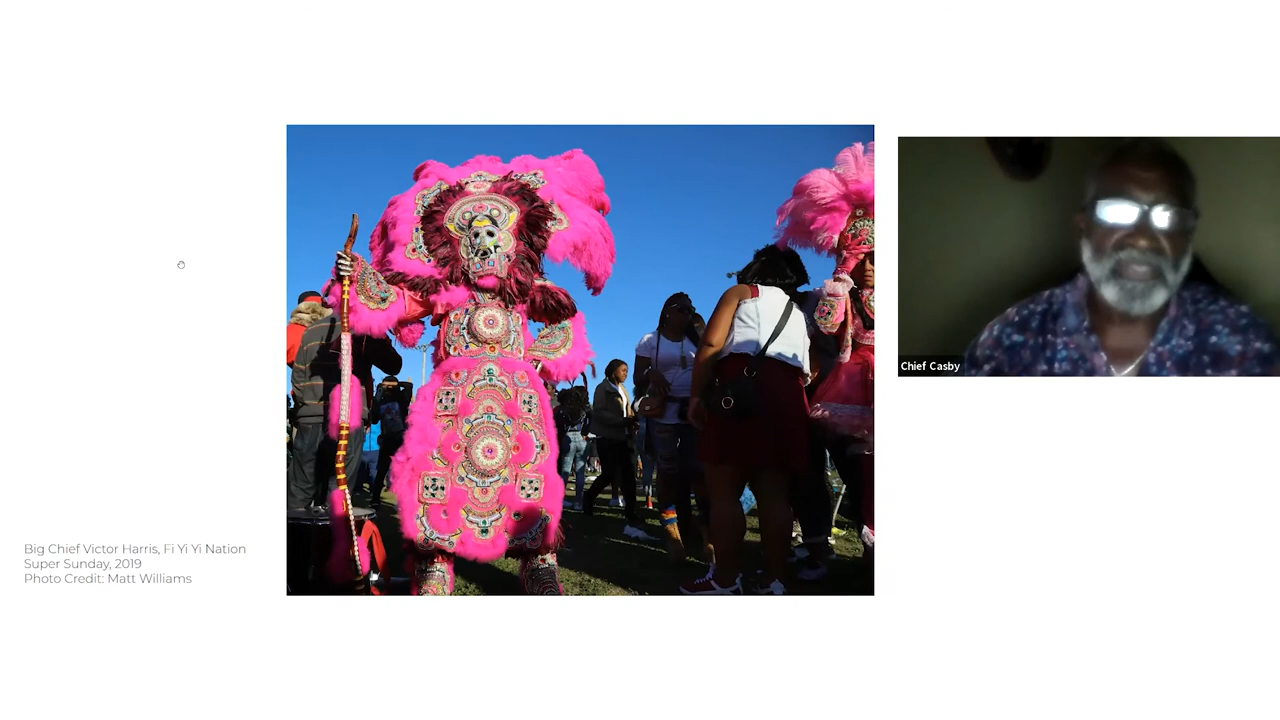 Big Chief Victor Harris, Fi Yi Yi Nation
Super Sunday, 2019
Photo Credit: Matt Williams
Chief Casby